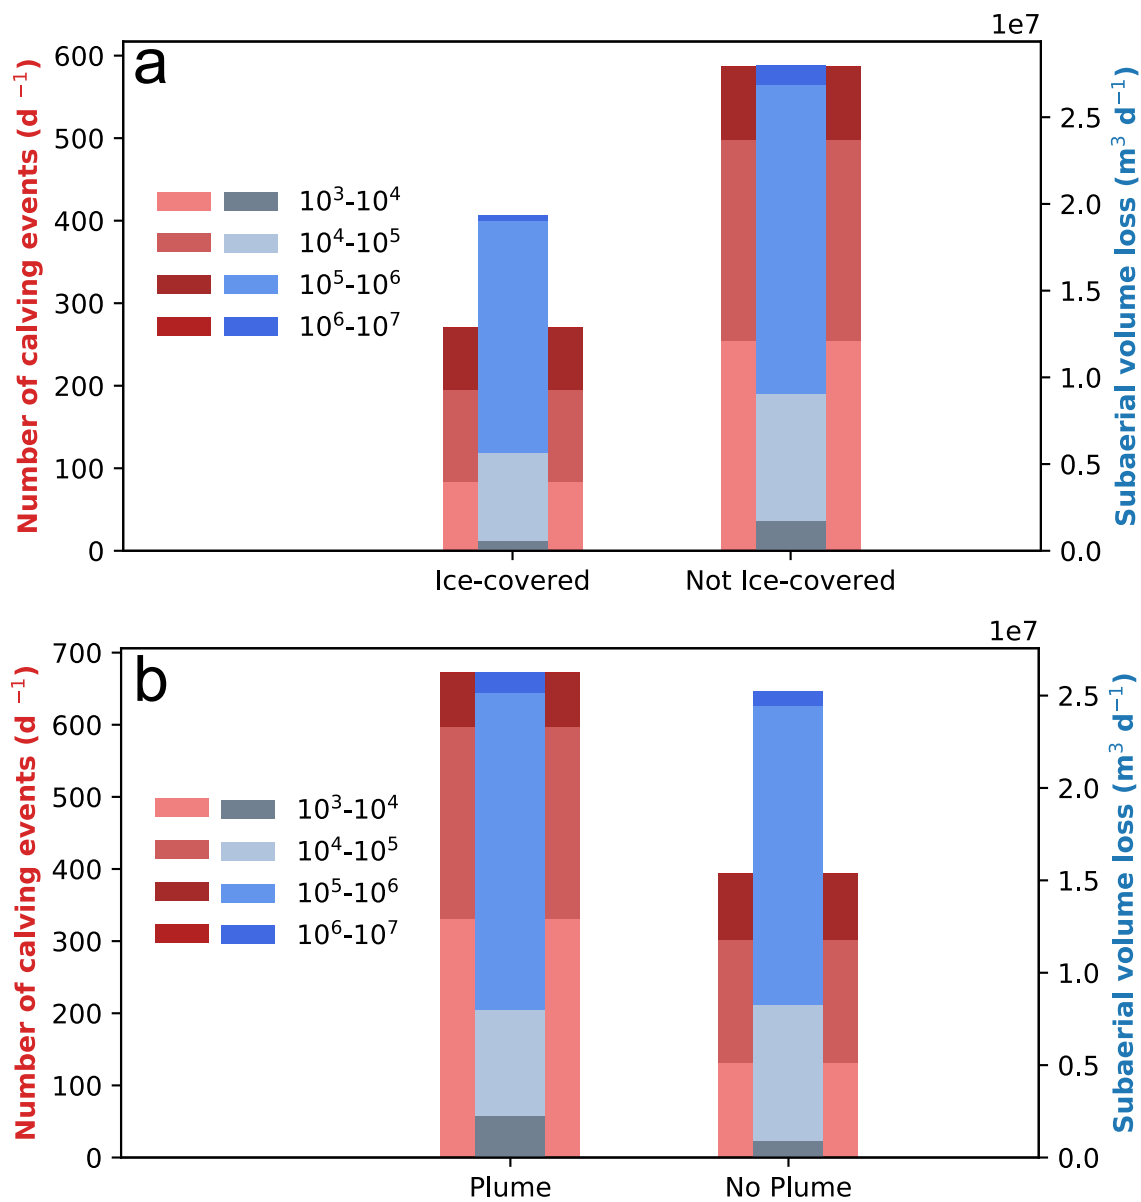 1e7
a
Number of calving events (d ⁻¹)
600
500
400
300
200
100
0
10³-10⁴
10⁴-10⁵
10⁵-10⁶
10⁶-10⁷
2.5
2.0
1.5
1.0
0.5
0.0
Subaerial volume loss (m³ d⁻¹)
Ice-covered
Not Ice-covered
1e7
b
Number of calving events (d ⁻¹)
700
600
500
400
300
200
100
0
10³-10⁴
10⁴-10⁵
10⁵-10⁶
10⁶-10⁷
2.5
2.0
1.5
1.0
0.5
0.0
Subaerial volume loss (m³ d⁻¹)
Plume
No Plume